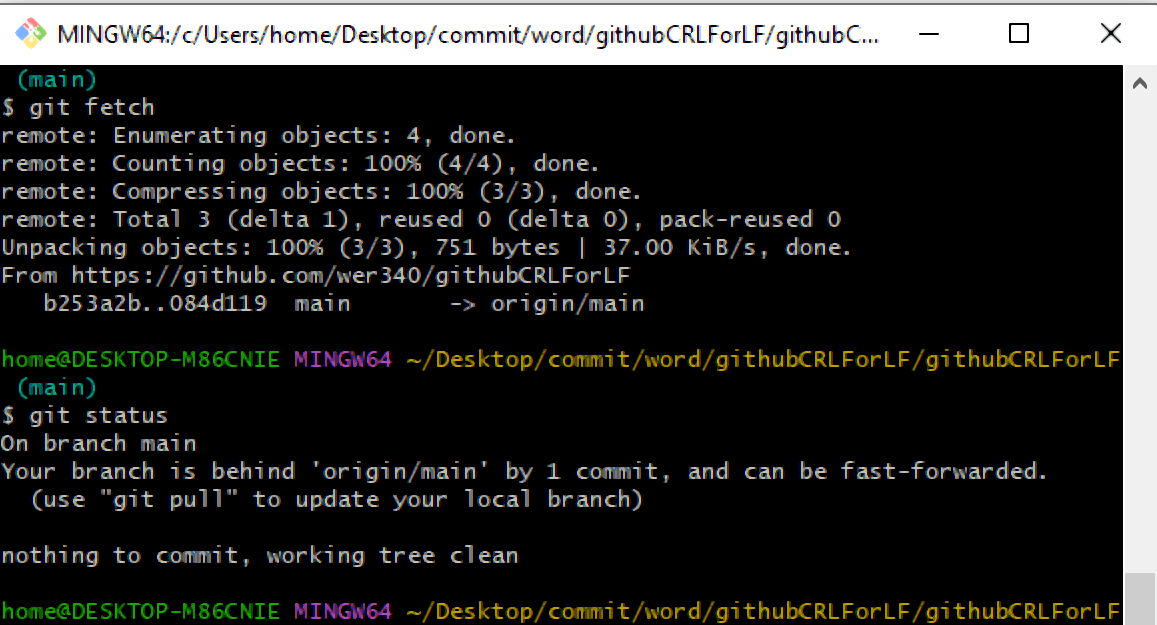 MINGW64:/c/Users/home/Desktop/commit/word/githubCRLForLF/githubC...
(main)
$ git fetch
remote: Enumerating objects: 4, done.
remote: Counting objects: 100% (4/4), done.
remote: Compressing objects: 100% (3/3), done.
remote: Total 3 (delta 1), reused 0 (delta 0), pack-reused 0
Unpacking objects: 100% (3/3), 751 bytes | 37.00 KiB/s, done.
From https://github.com/wer340/githubCRLForLF
   b253a2b..084d119  main       -> origin/main
home@DESKTOP-M86CNIE MINGW64 ~/Desktop/commit/word/githubCRLForLF/githubCRLForLF
(main)
$ git status
On branch main
Your branch is behind 'origin/main' by 1 commit, and can be fast-forwarded.
  (use "git pull" to update your local branch)
nothing to commit, working tree clean
home@DESKTOP-M86CNIE MINGW64 ~/Desktop/commit/word/githubCRLForLF/githubCRLForLF